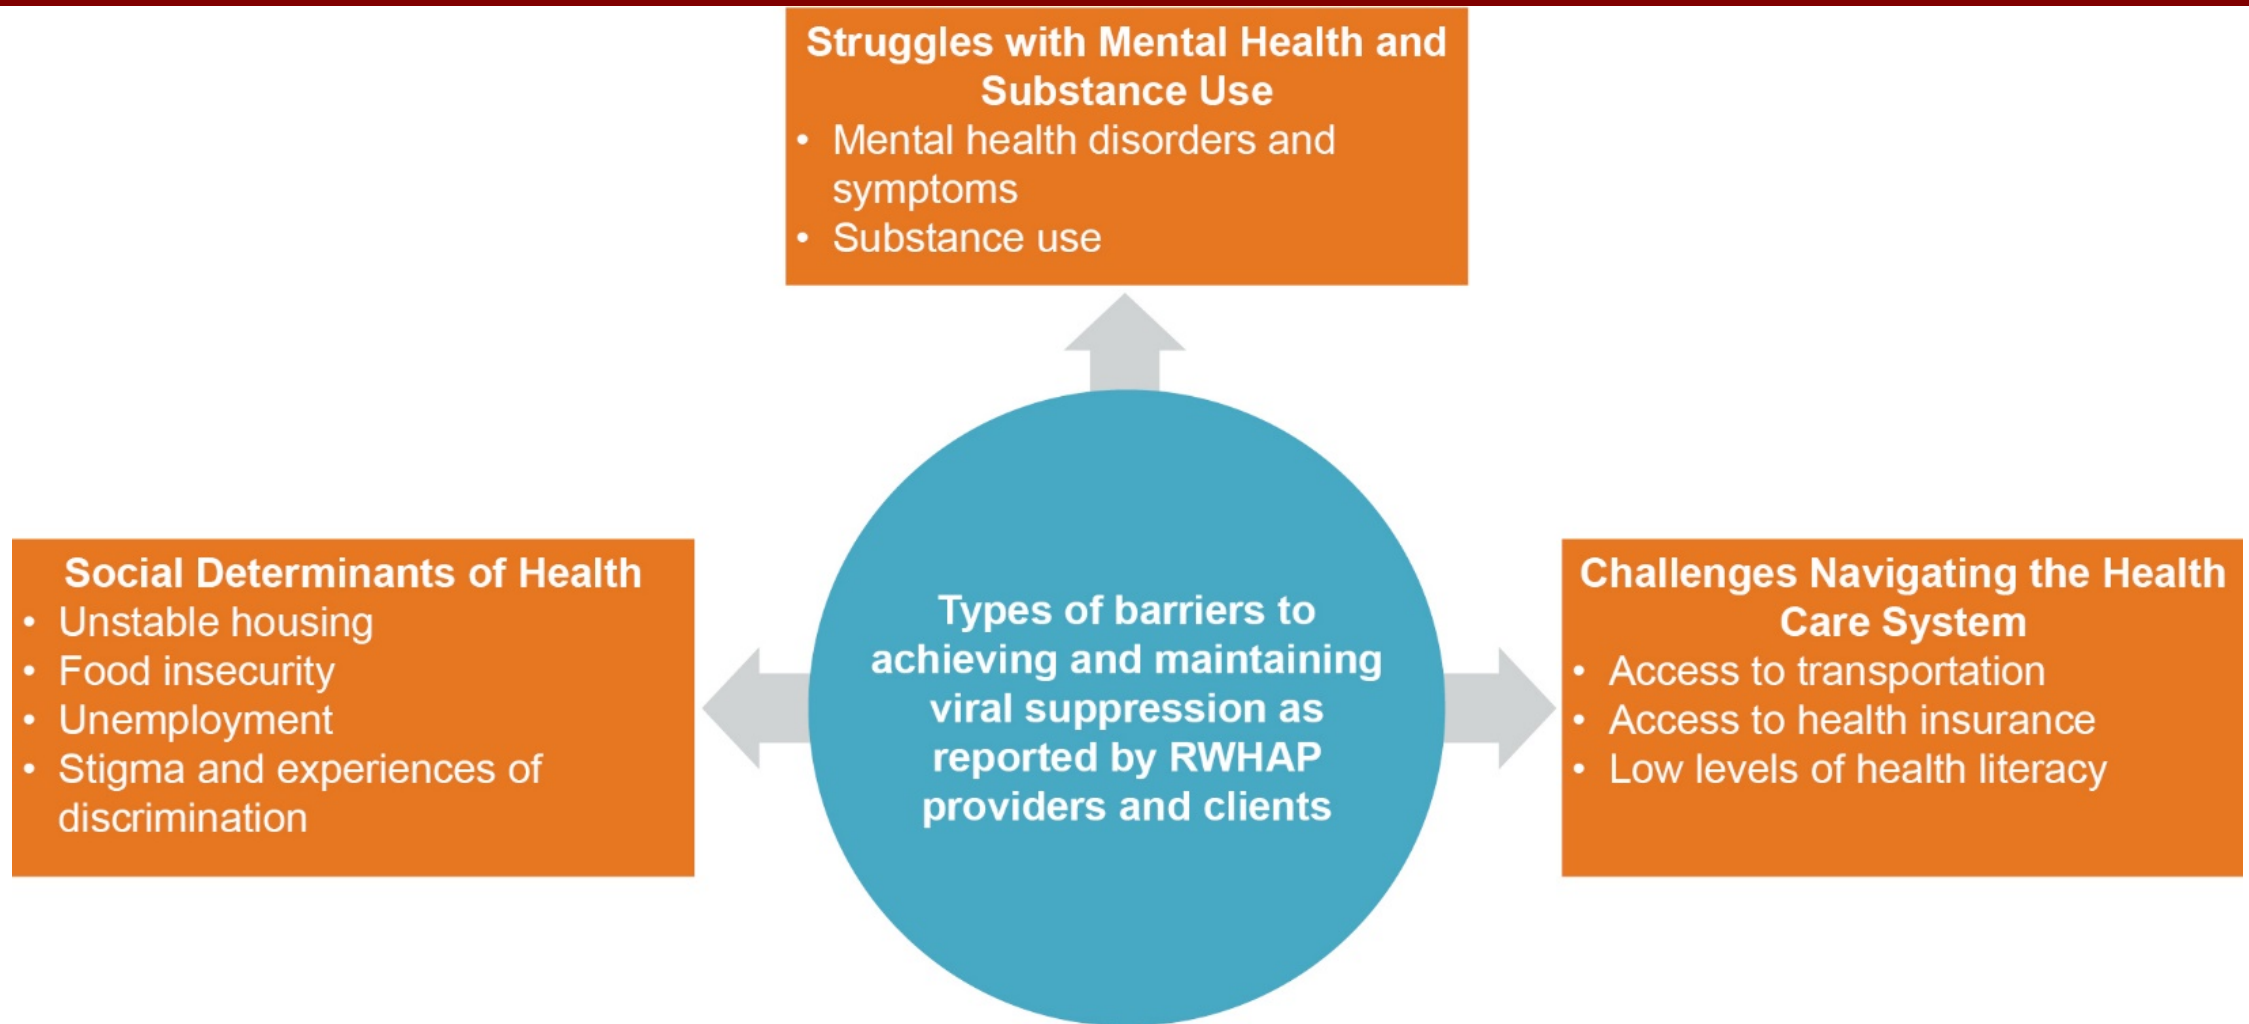 Struggles with Mental Health and
Substance Use
• Mental health disorders and
symptoms
• Substance use
Social Determinants of Health
• Unstable housing
• Food insecurity
• Unemployment
• Stigma and experiences of
discrimination
Types of barriers to
achieving and maintaining
viral suppression as
reported by RWHAP
providers and clients
Challenges Navigating the Health
Care System
• Access to transportation
• Access to health insurance
• Low levels of health literacy